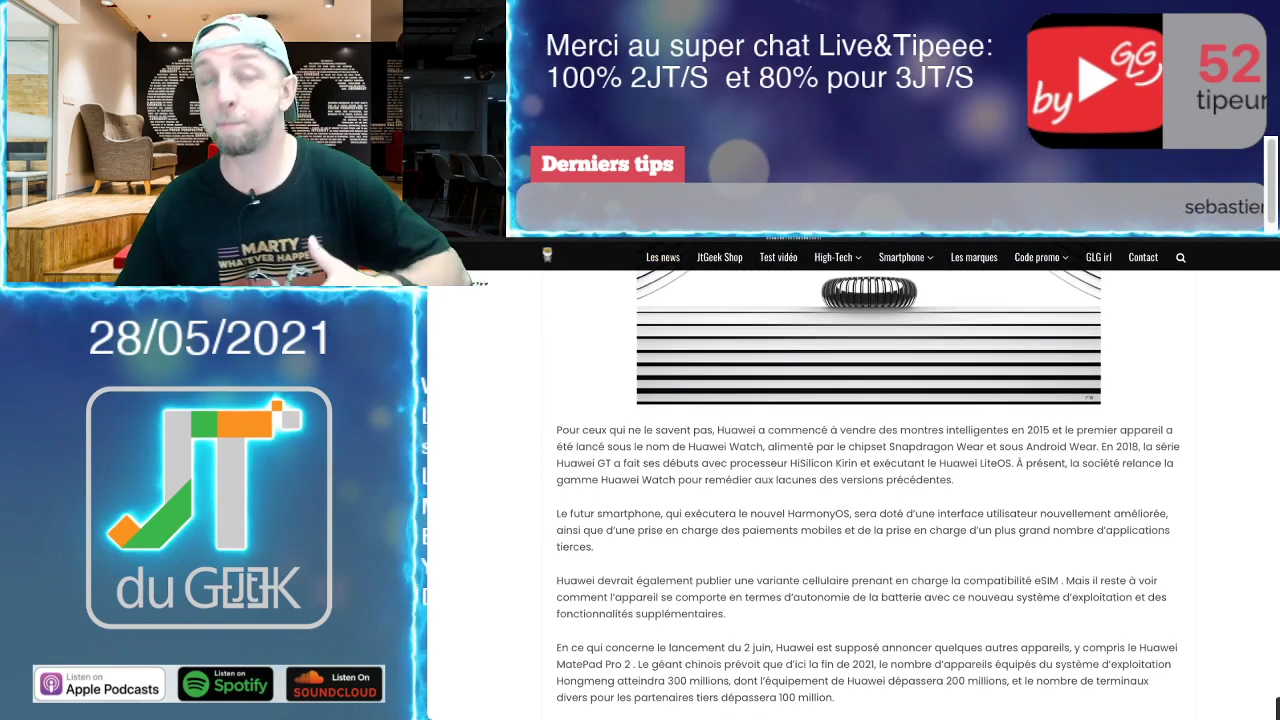 MARTY
WHATEVER HAPPENS
Merci au super chat Live&Tipeee:
100% 2JT/S et 50% pour 3JT/S
by
GG
52
tipeur
Derniers tips
sebastien
Los news JtGeek Shop Test vidéo High-Tech Smartphone Les marques Code promo GLG irl Contact
28/05/2021
JT
du GEEK
Listen on
Apple Podcasts
Listen on
Spotify
Listen On
SOUNDCLOUD
Pour ceux qui ne le savent pas, Huawei a commencé à vendre des montres intelligentes en 2015 et le premier appareil a
été lancé sous le nom de Huawei Watch, alimenté par le chipset Snapdragon Wear et sous Android Wear. En 2018, la série
Huawei GT a fait ses débuts avec processeur HiSilicon Kirin et exécutant le Huawei LiteOS. À présent, la société relance la
gamme Huawei Watch pour remédier aux lacunes des versions précédentes.
Le futur smartphone, qui exécutera le nouvel HarmonyOS, sera doté d’une interface utilisateur nouvellement améliorée,
ainsi que d’une prise en charge des paiements mobiles et de la prise en charge d’un plus grand nombre d’applications
tierces.
Huawei devrait également publier une variante cellulaire prenant en charge la compatibilité eSIM . Mais il reste à voir
comment l’appareil se comporte en termes d’autonomie de la batterie avec ce nouveau système d’exploitation et des
fonctionnalités supplémentaires.
En ce qui concerne le lancement du 2 juin, Huawei est supposé annoncer quelques autres appareils, y compris le Huawei
MatePad Pro 2 . Le géant chinois prévoit que d’ici la fin de 2021, le nombre d’appareils équipés du système d’exploitation
Hongmeng atteindra 300 millions, dont l’équipement de Huawei dépassera 200 millions, et le nombre de terminaux
divers pour les partenaires tiers dépassera 100 million.